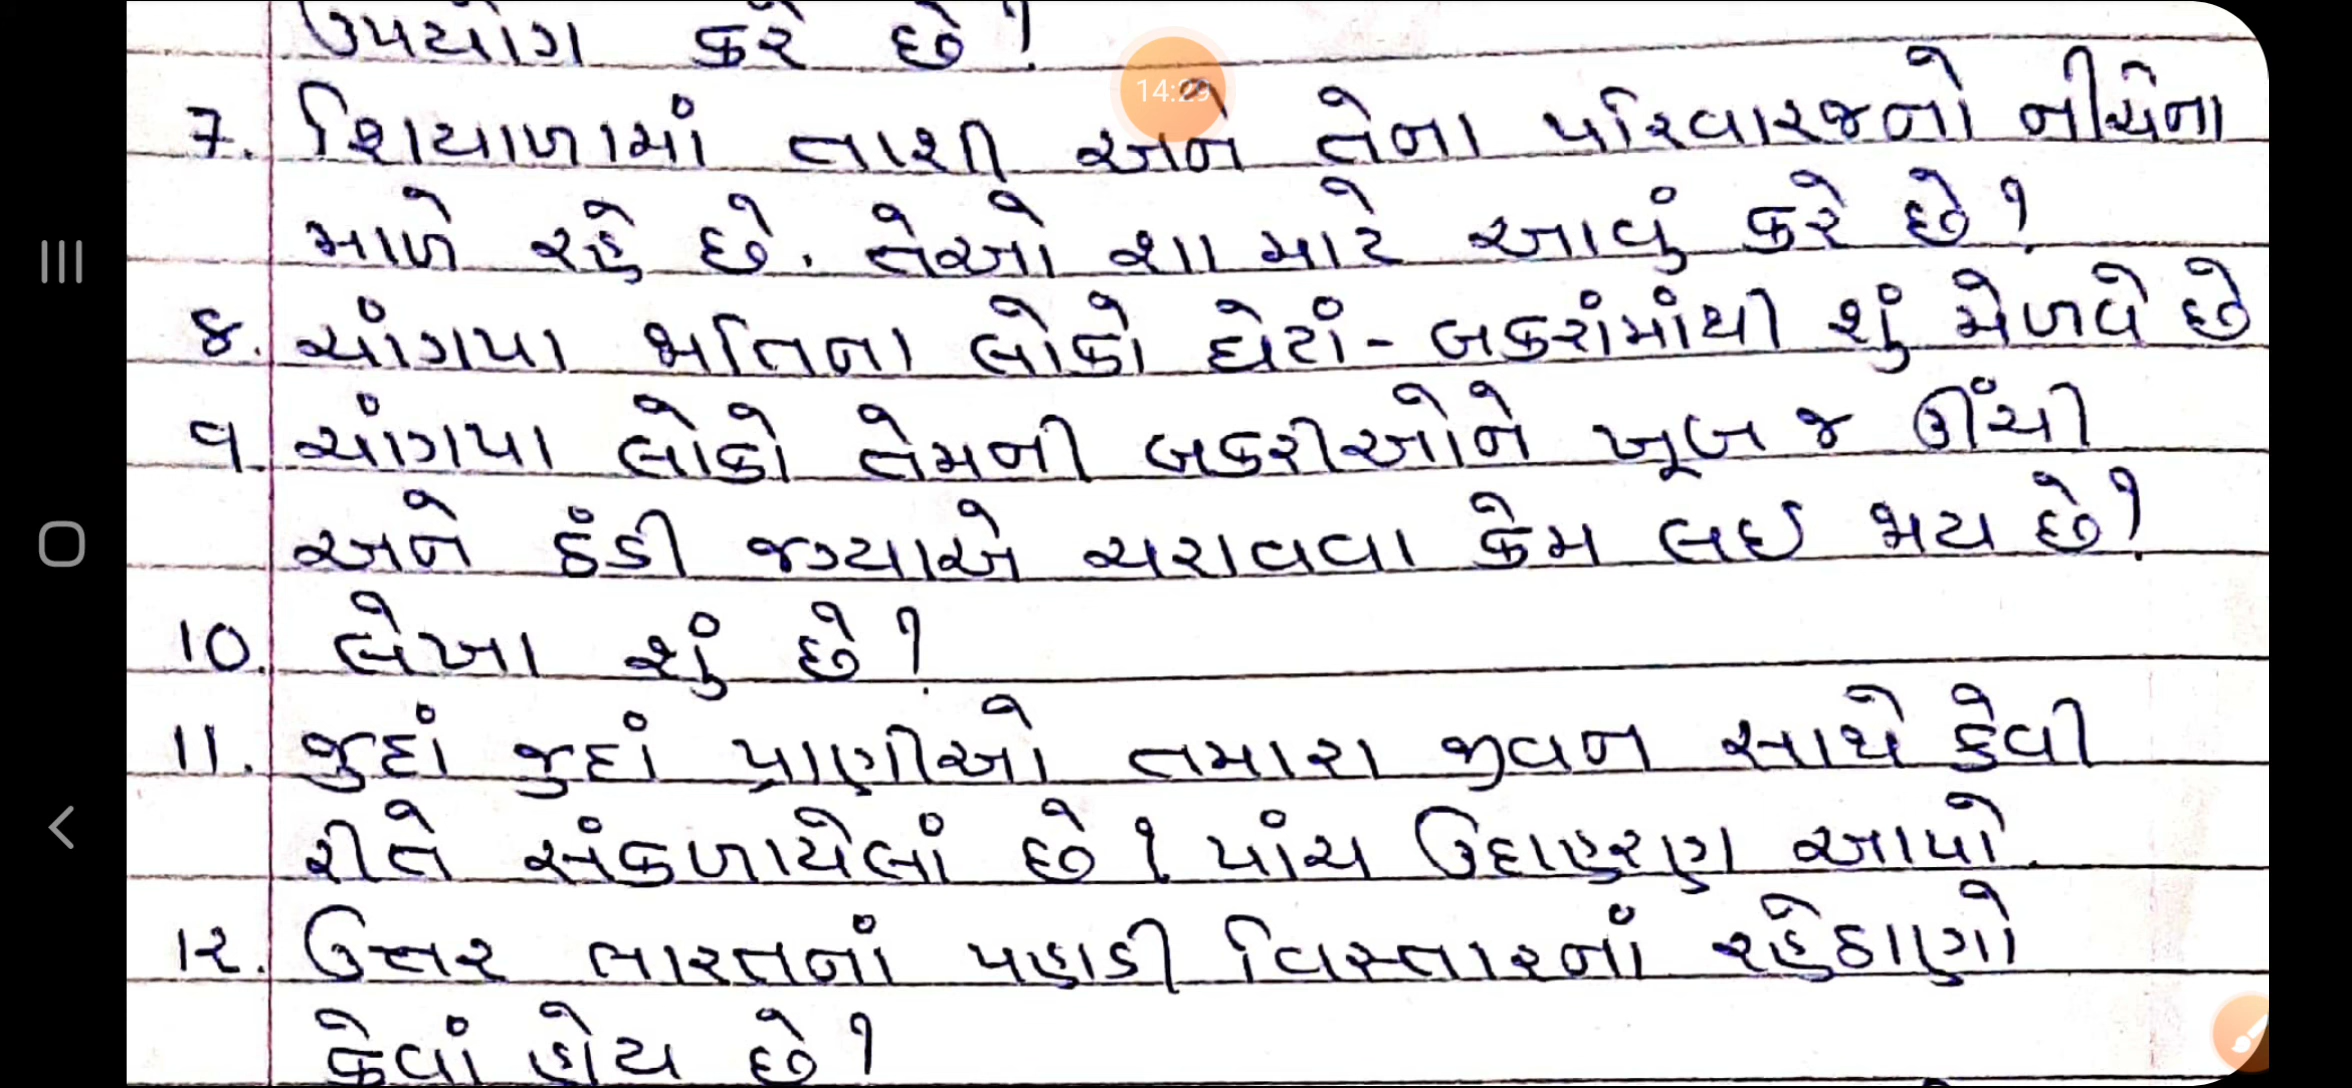 ઉપયોગ કરે છે?
14:29
7. શિયાળામાં તાશી અને તેના પરિવારજનો નીચેના
માળે રહે છે. તેઓ શા માટે આવું કરે છે?
8. ચાંગપા જાતિના લોકો ઘેટાં-બકરાંમાંથી શું મેળવે છે
9. ચાંગપા લોકો તેમની બકરીઓને ખૂબ જ ઊંચી
અને ઠંડી જગ્યાએ ચરાવવા કેમ લઈ જાય છે?
10. લેખા શું છે?
11. જુદાં જુદાં પ્રાણીઓ તમારા જીવન સાથે કેવી
રીતે સંકળાયેલાં છે? પાંચ ઉદાહરણ આપો.
12. ઉત્તર ભારતનાં પહાડી વિસ્તારનાં રહેઠાણો
કેવાં હોય છે?